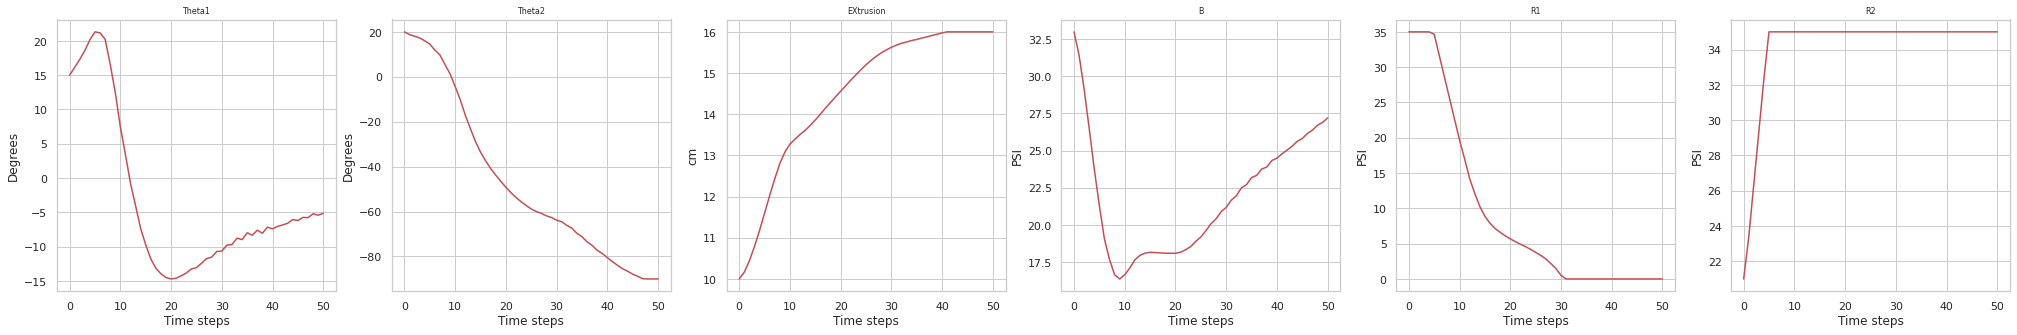 Theta1
Degrees
20
15
10
5
0
−5
−10
−15
0 10 20 30 40 50
Time steps
Theta2
Degrees
20
0
−20
−40
−60
−80
0 10 20 30 40 50
Time steps
EXtrusion
cm
16
15
14
13
12
11
10
0 10 20 30 40 50
Time steps
B
PSI
32.5
30.0
27.5
25.0
22.5
20.0
17.5
0 10 20 30 40 50
Time steps
R1
PSI
35
30
25
20
15
10
5
0
0 10 20 30 40 50
Time steps
R2
PSI
34
32
30
28
26
24
22
0 10 20 30 40 50
Time steps